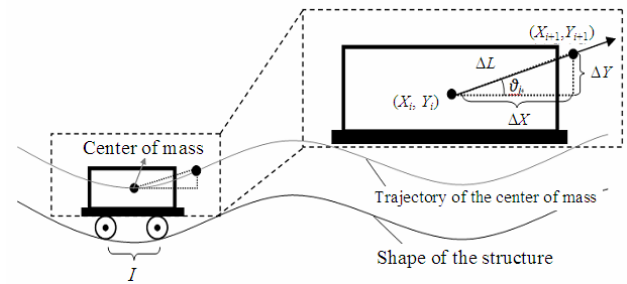 (Xi+1,Yi+1)
ΔL
ΔY
ϑi
(Xi, Yi)
ΔX
Center of mass
Trajectory of the center of mass
Shape of the structure
I